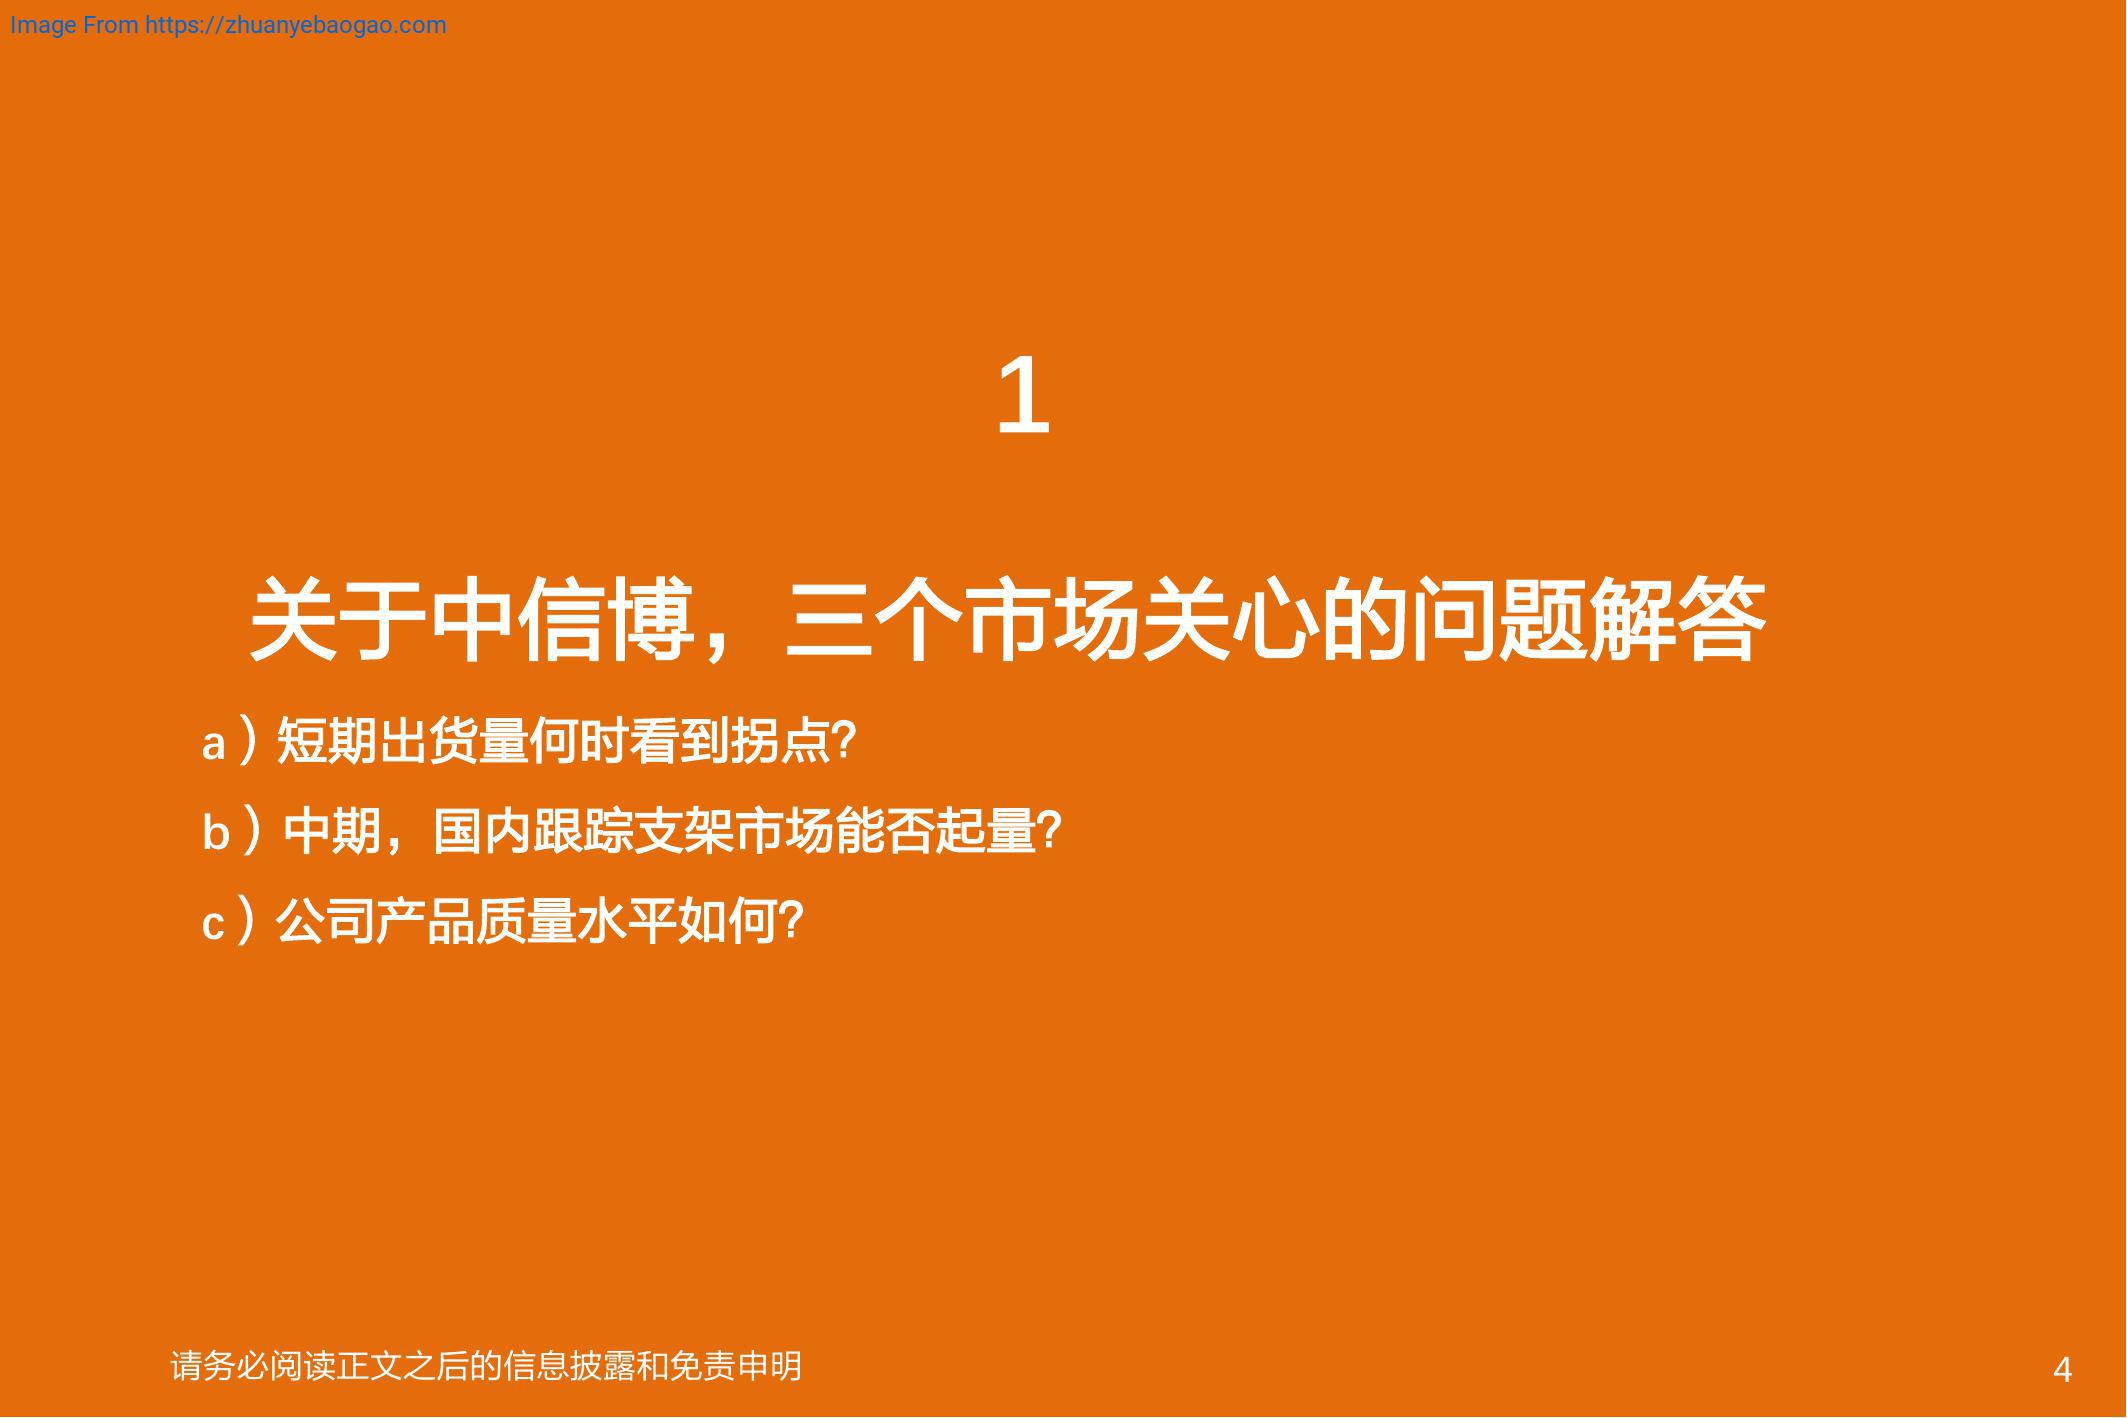 Image From https://zhuanyebaogao.com
1
关于中信博，三个市场关心的问题解答
a）短期出货量何时看到拐点？
b）中期，国内跟踪支架市场能否起量？
c）公司产品质量水平如何？
请务必阅读正文之后的信息披露和免责申明
4